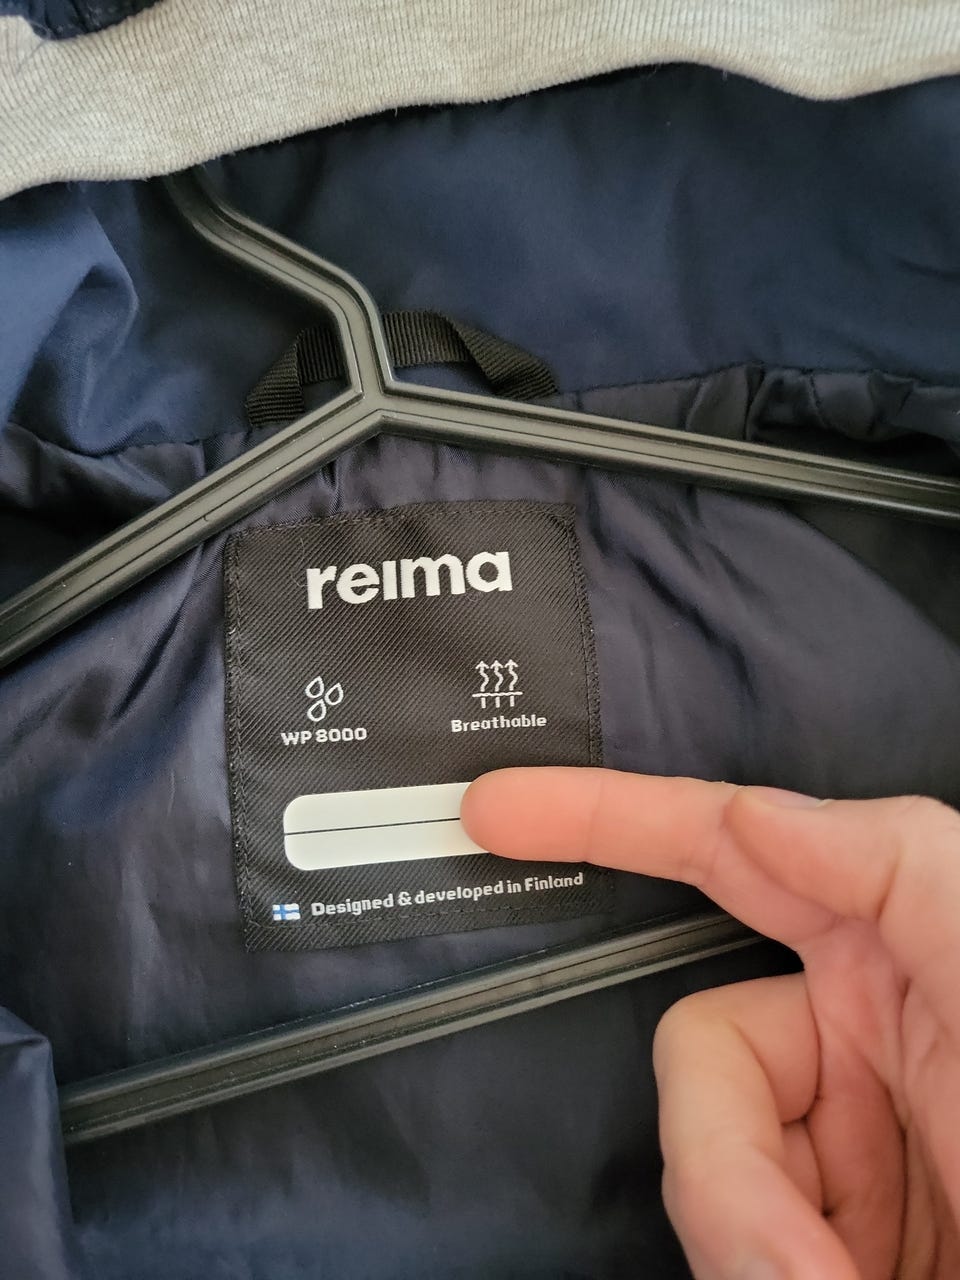 reima
WP 8000
Breathable
Designed & developed in Finland